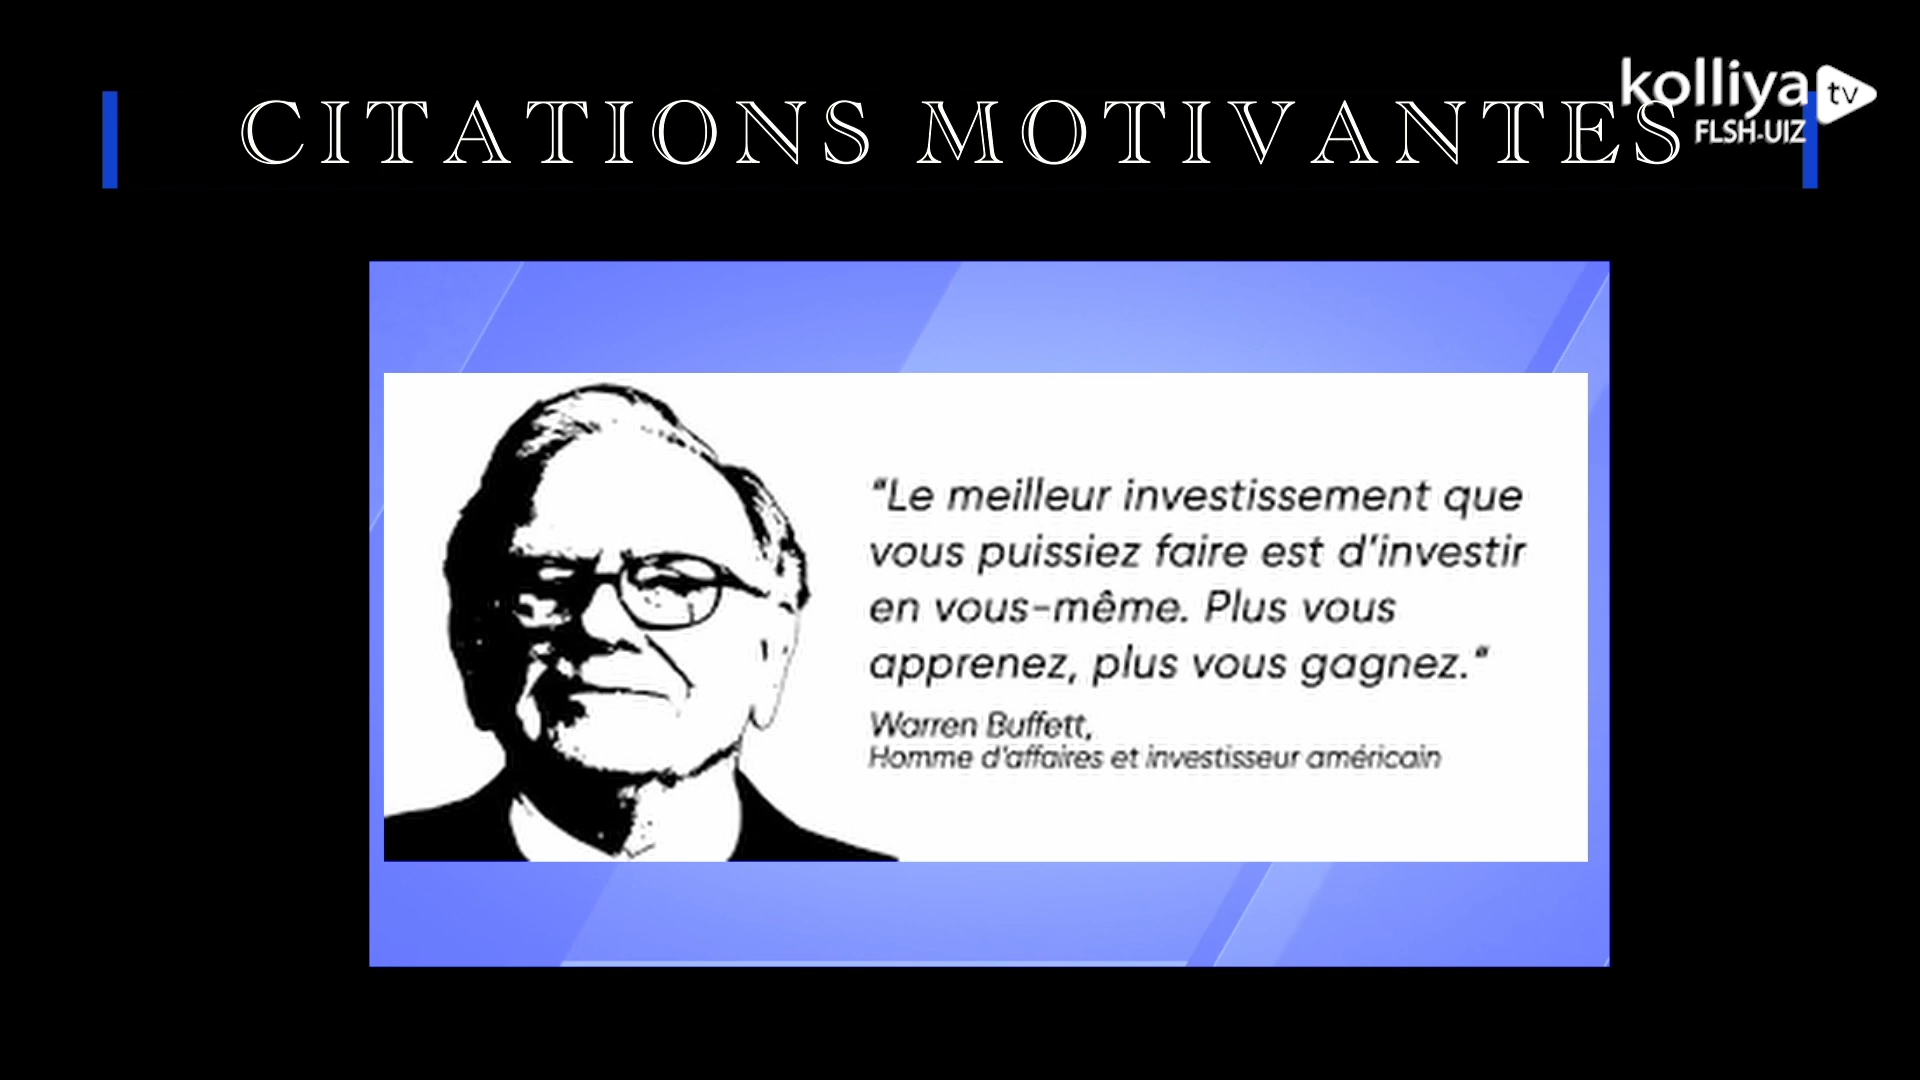 kolliya tv
FLSH-UIZ
CITATIONS MOTIVANTES
“Le meilleur investissement que
vous puissiez faire est d’investir
en vous-même. Plus vous
apprenez, plus vous gagnez.“
Warren Buffett,
Homme d'affaires et investisseur américain